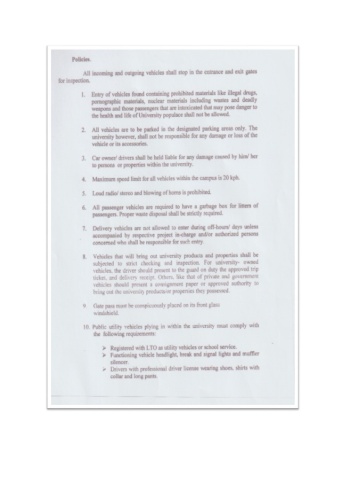 Policies.
All incoming and outgoing vehicles shall stop in the entrance and exit gates
for inspection.
1. Entry of vehicles found containing prohibited materials like illegal drugs,
pornographic materials, nuclear materials including wastes and deadly
weapons and those passengers that are intoxicated that may pose danger to
the health and life of University populace shall not be allowed.
2. All vehicles are to be parked in the designated parking areas only. The
university however, shall not be responsible for any damage or loss of the
vehicle or its accessories.
3. Car owner/ drivers shall be held liable for any damage caused by him/ her
to persons or properties within the university.
4. Maximum speed limit for all vehicles within the campus is 20 kph.
5. Loud radio/ stereo and blowing of horns is prohibited.
6. All passenger vehicles are required to have a garbage box for litters of
passengers. Proper waste disposal shall be strictly required.
7. Delivery vehicles are not allowed to enter during off-hours/ days unless
accompanied by respective project in-charge and/or authorized persons
concerned who shall be responsible for such entry.
8. Vehicles that will bring out university products and properties shall be
subjected to strict checking and inspection. For university- owned
vehicles, the driver should present to the guard on duty the approved trip
ticket, and delivery receipt. Others, like that of private and government
vehicles should present a arrangement paper or approved authority to
bring out the university products/or properties they possessed.
9. Gate pass must be conspicuously placed on its front glass
windshield.
10. Public utility vehicles plying in within the university must comply with
the following requirements:
➢ Registered with LTO as utility vehicles or school service.
➢ Functioning vehicle headlight, break and signal lights and muffler
silencer.
➢ Drivers with professional driver license wearing shoes, shirts with
collar and long pants.